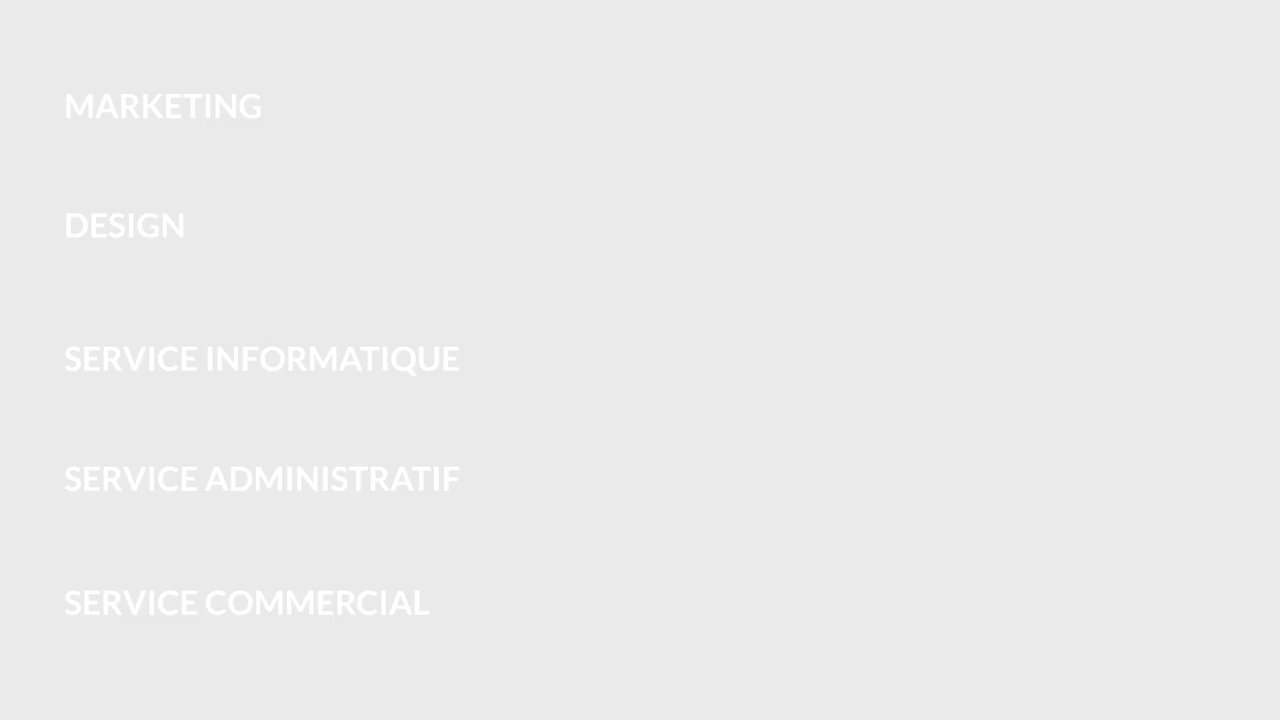 MARKETING
DESIGN
SERVICE INFORMATIQUE
SERVICE ADMINISTRATIF
SERVICE COMMERCIAL